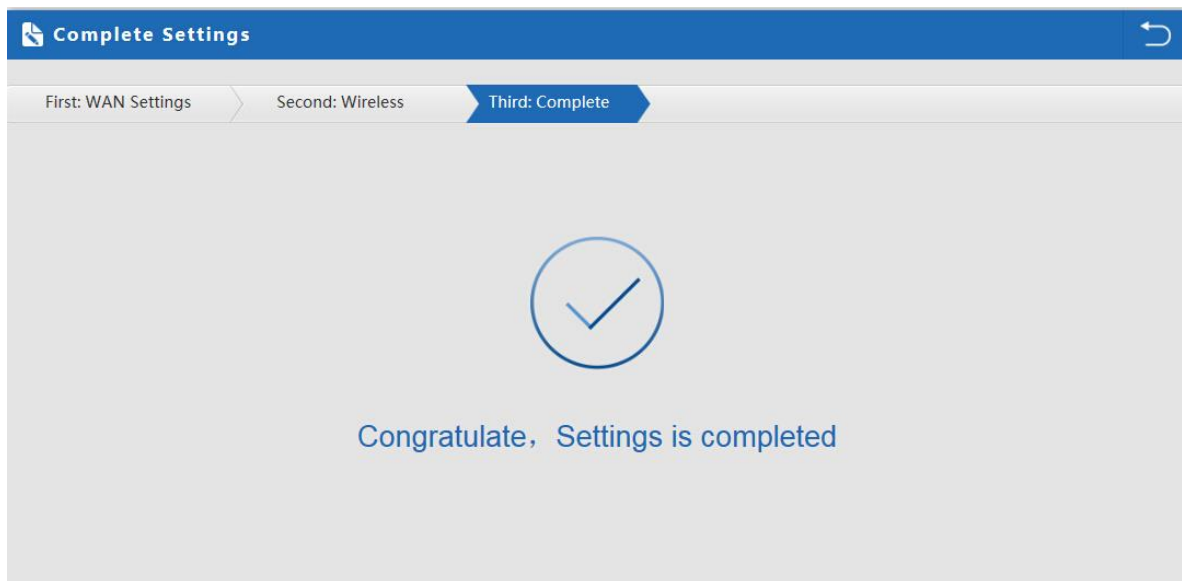 Complete Settings
First: WAN Settings Second: Wireless Third: Complete
Congratulate，Settings is completed